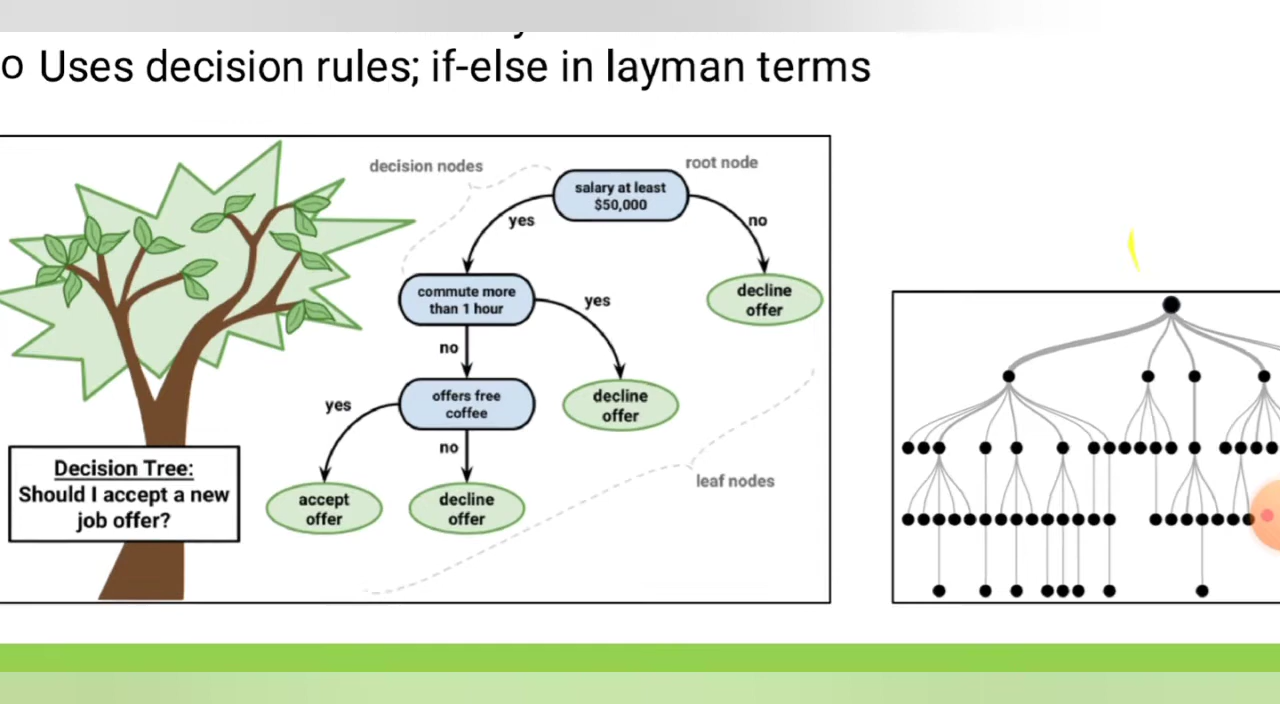 o Uses decision rules; if-else in layman terms
decision nodes
root node
salary at least
$50,000
yes
no
commute more
than 1 hour
yes
decline
offer
no
offers free
coffee
decline
offer
yes
no
leaf nodes
accept
offer
decline
offer
Decision Tree:
Should I accept a new
job offer?